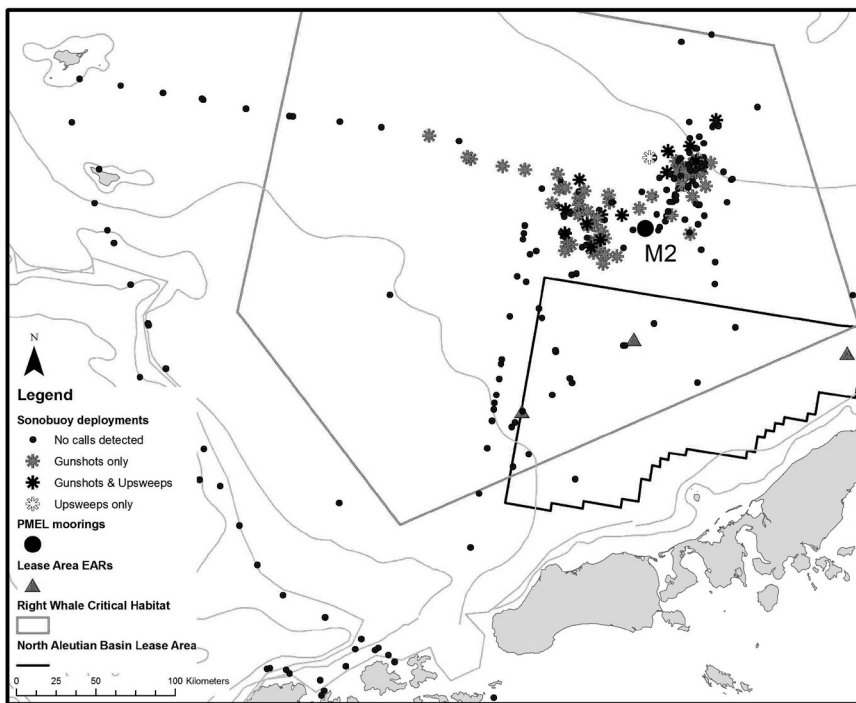 M2
N
Legend
Sonobuoy deployments
No calls detected
Gunshots only
Gunshots & Upsweeps
Upsweeps only
PMEL moorings
Lease Area EARs
Right Whale Critical Habitat
North Aleutian Basin Lease Area
0 25 50 100 Kilometers